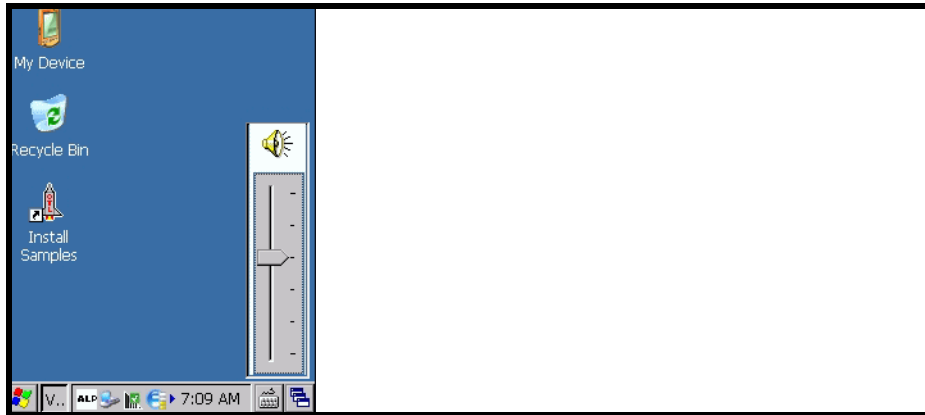 My Device
Recycle Bin
Install
Samples
V..
ALP
7:09 AM